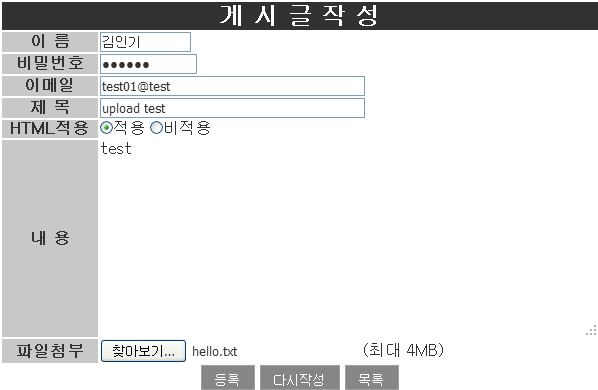 게 시 글 작 성
이 름 김인기
비밀번호 ●●●●●●
이메일 test01@test
제 목 upload test
HTML적용 적용 비적용
내 용 test
파일첨부 찾아보기... hello.txt (최대 4MB)
등록 다시작성 목록